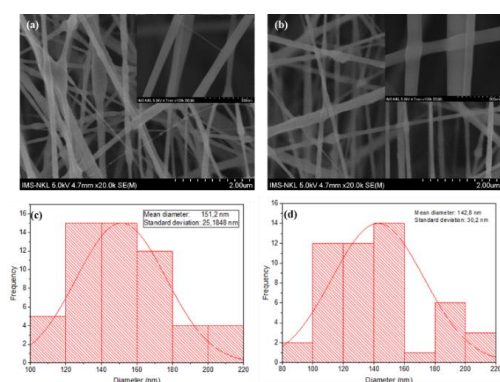 (a)
IMS-NKL 5.0kV 4.7mm x20.0k SE(M)
2.00um
(b)
IMS-NKL 5.0kV 4.7mm x20.0k SE(M)
2.00um
(c)
Mean diameter: 151,2 nm
Standard deviation: 25,1848 nm
Frequency
16
14
12
10
8
6
4
2
0
100 120 140 160 180 200 220
Diameter (nm)
(d)
Mean diameter: 142,8 nm
Standard deviation: 30,2 nm
Frequency
16
14
12
10
8
6
4
2
0
80 100 120 140 160 180 200 220
Diameter (nm)